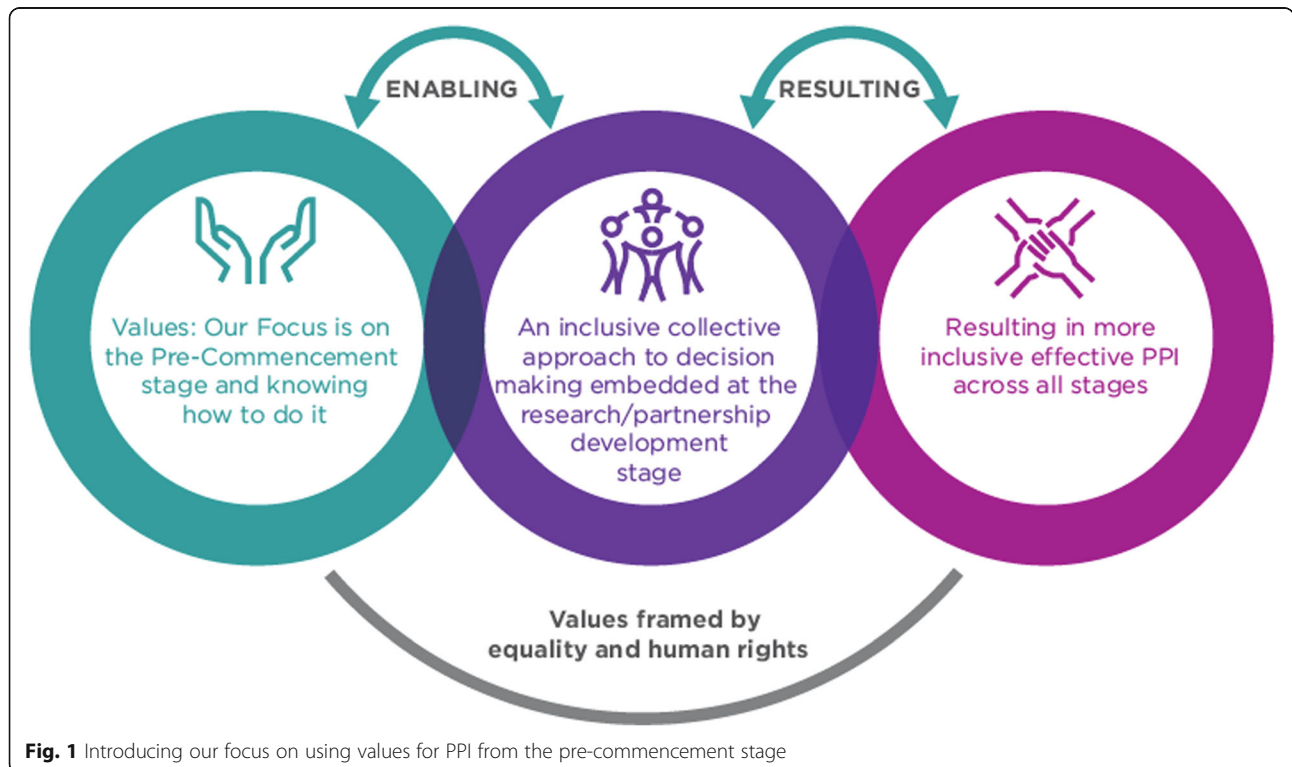 ENABLING
RESULTING
Values: Our Focus is on
the Pre-Commencement
stage and knowing
how to do it
An inclusive collective
approach to decision
making embedded at the
research/partnership
development
stage
Resulting in more
inclusive effective PPI
across all stages
Values framed by
equality and human rights
Fig. 1 Introducing our focus on using values for PPI from the pre-commencement stage